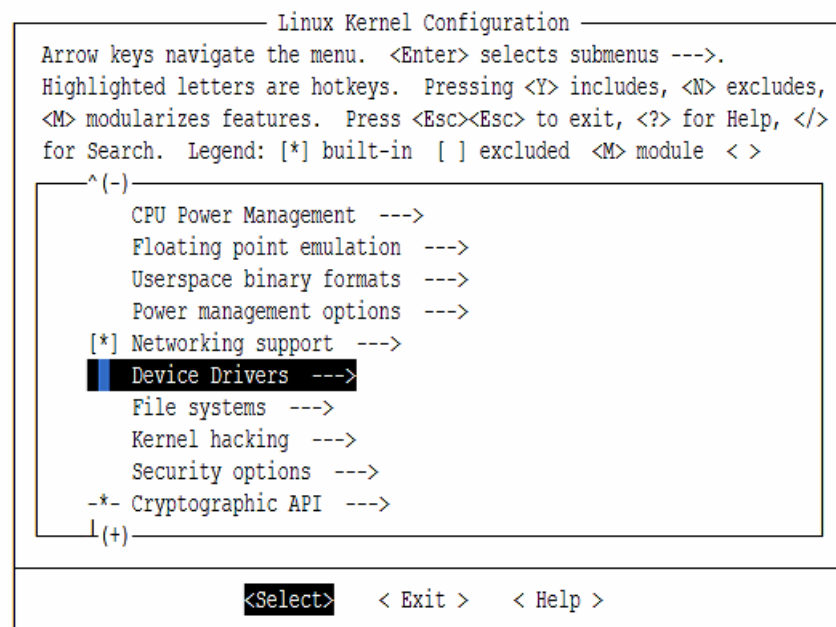 Linux Kernel Configuration
Arrow keys navigate the menu.  <Enter> selects submenus --->.
Highlighted letters are hotkeys.  Pressing <Y> includes, <N> excludes,
<M> modularizes features.  Press <Esc><Esc> to exit, <?> for Help, </>
for Search.  Legend: [*] built-in  [ ] excluded  <M> module  < >
^(-)
CPU Power Management  --->
Floating point emulation  --->
Userspace binary formats  --->
Power management options  --->
[*] Networking support  --->
Device Drivers  --->
File systems  --->
Kernel hacking  --->
Security options  --->
-*- Cryptographic API  --->
(+)
<Select>    < Exit >    < Help >